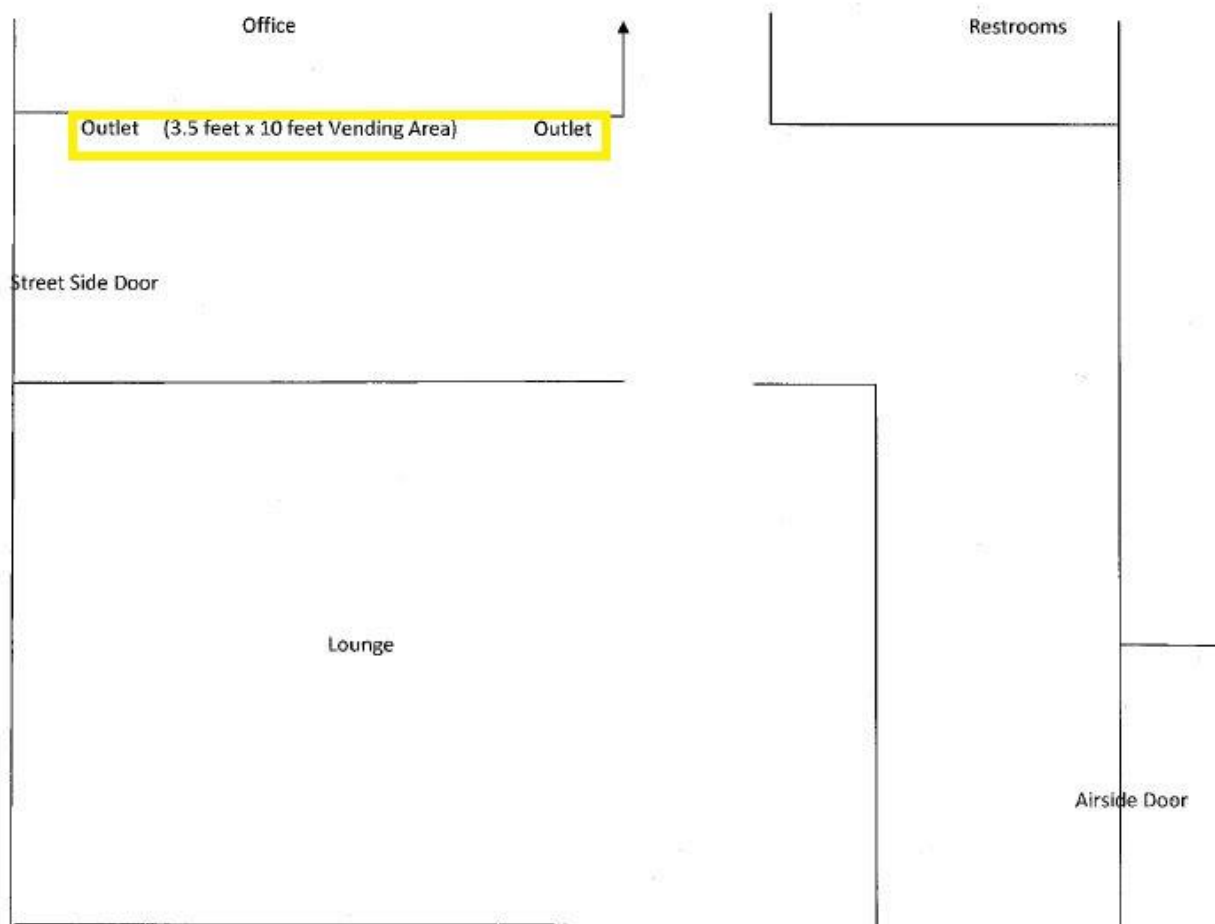 Office
Restrooms
Outlet (3.5 feet x 10 feet Vending Area) Outlet
Street Side Door
Lounge
Airside Door